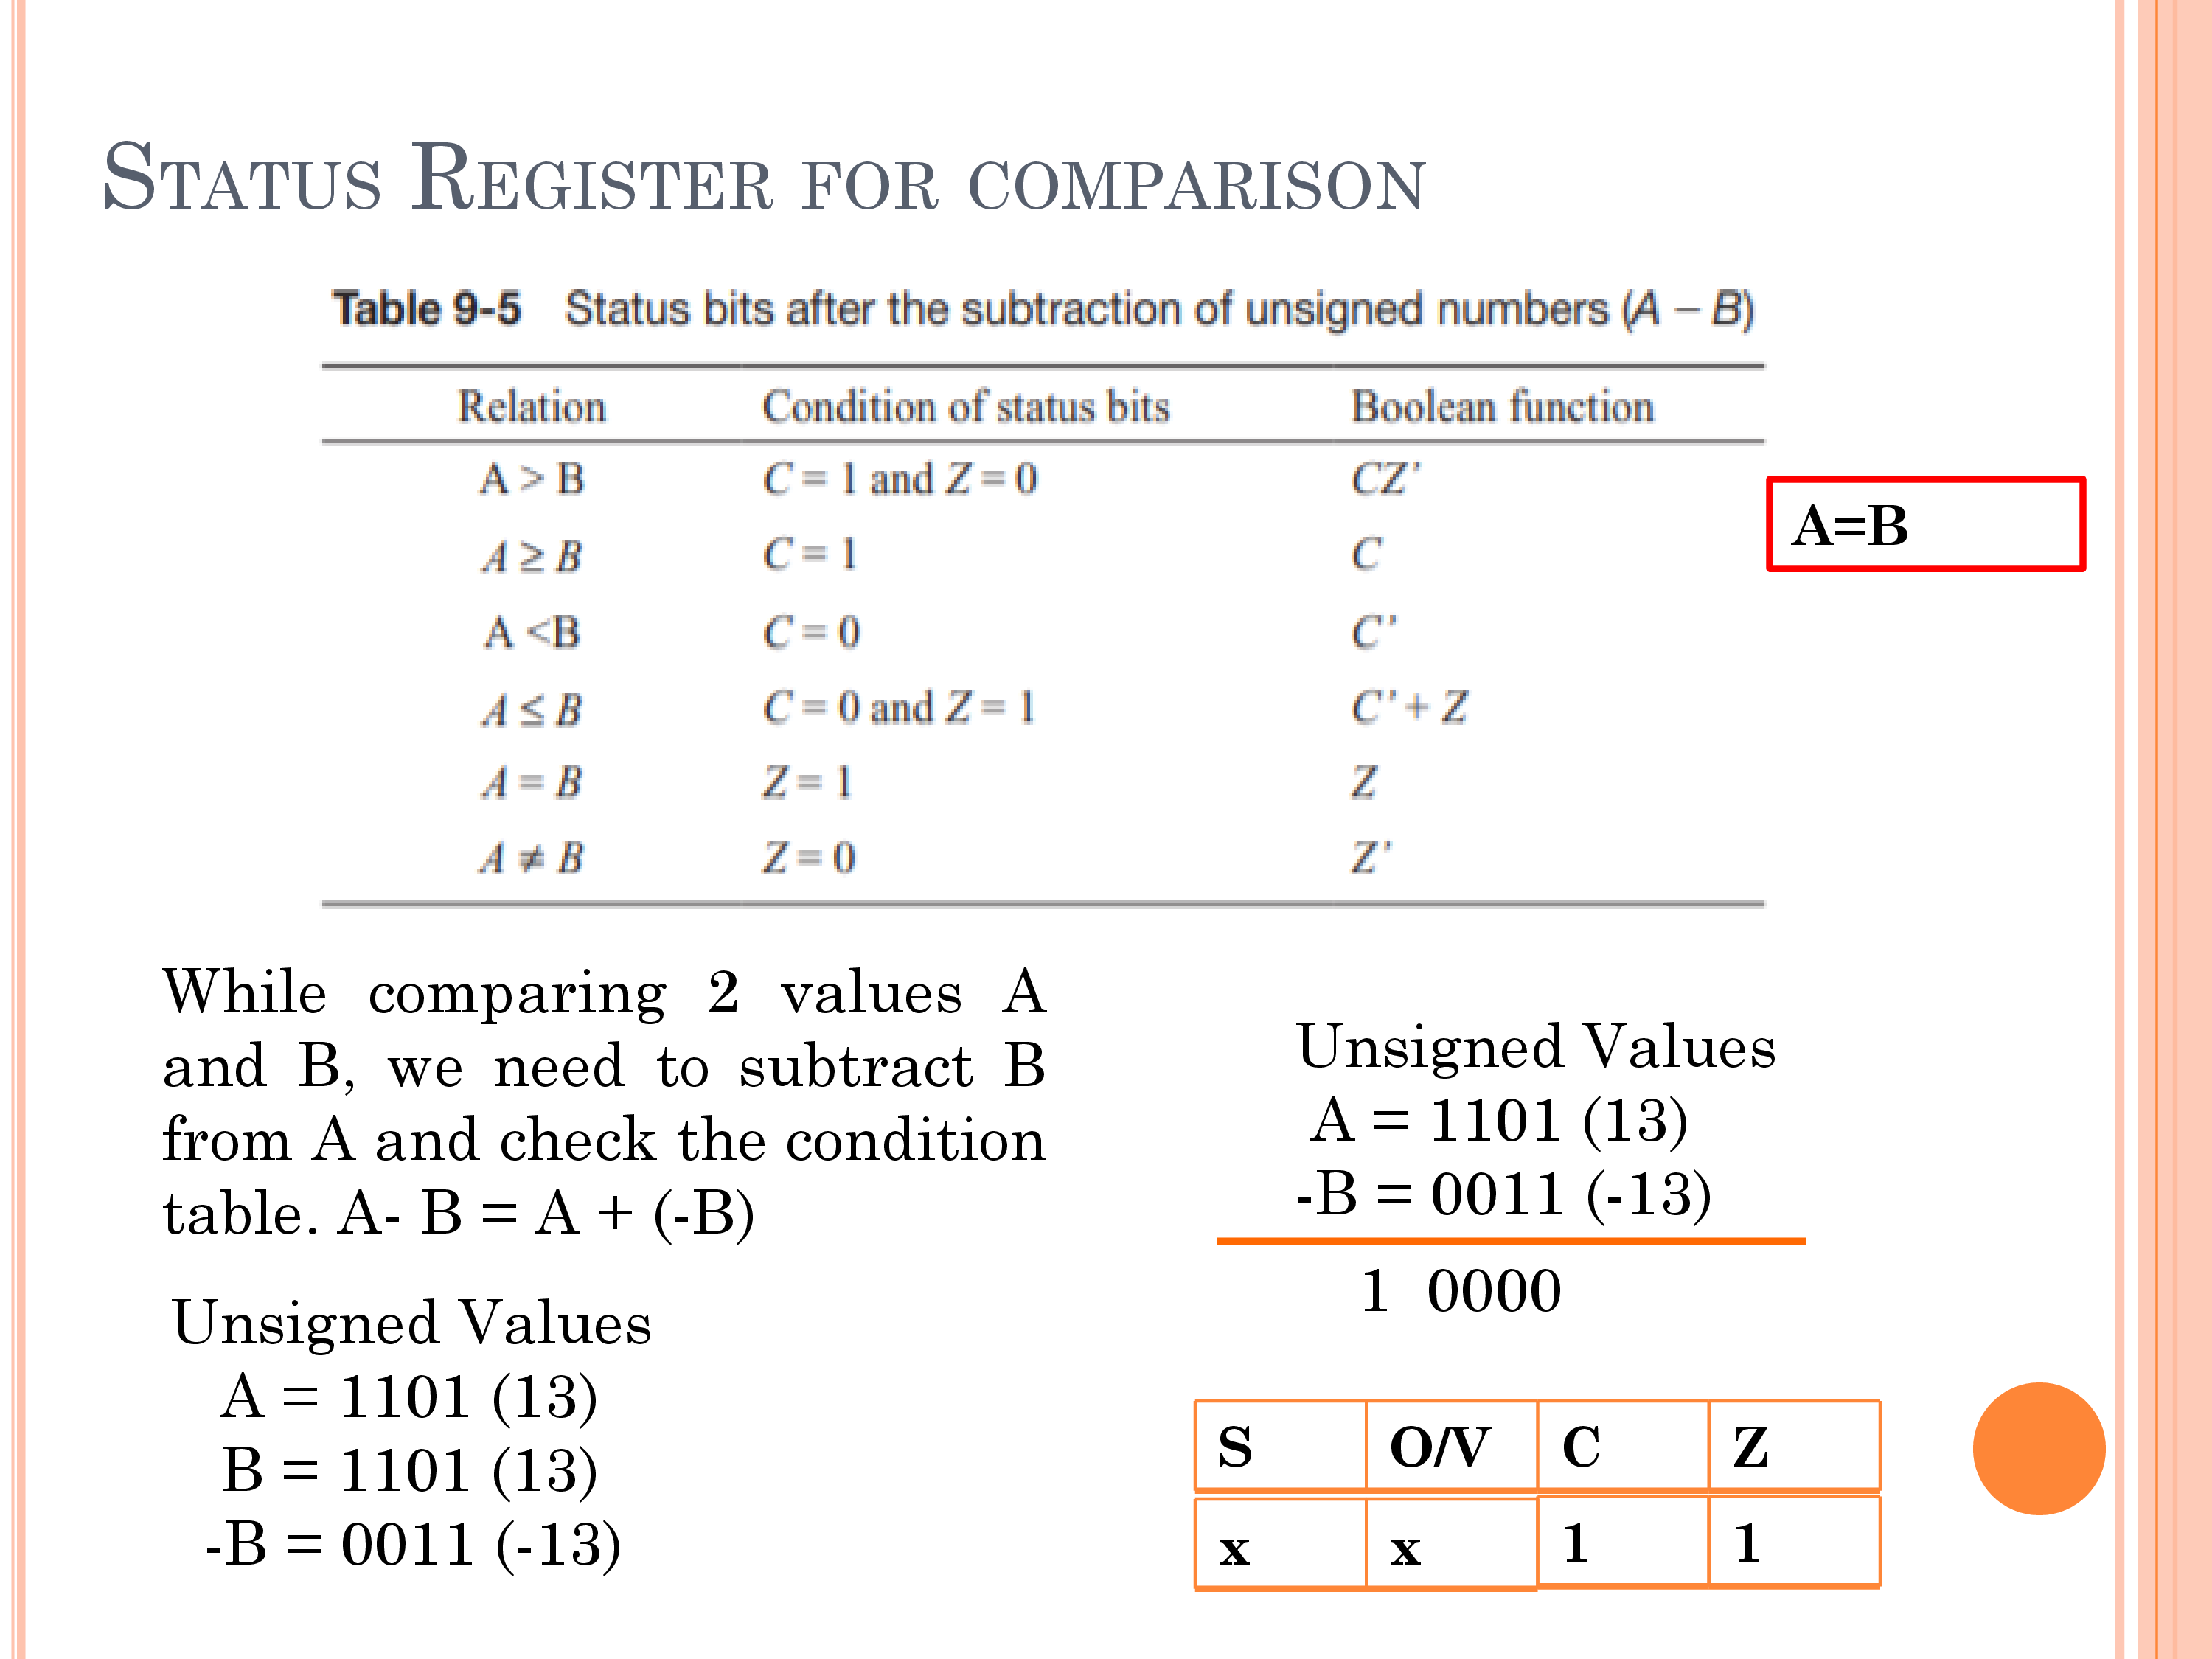 STATUS REGISTER FOR COMPARISON
Table 9-5 Status bits after the subtraction of unsigned numbers (A – B)
Relation Condition of status bits Boolean function
A > B C = 1 and Z = 0 CZ’
A ≥ B C = 1 C
A <B C = 0 C’
A ≤ B C = 0 and Z = 1 C’ + Z
A = B Z = 1 Z
A ≠ B Z = 0 Z’
A=B
While comparing 2 values A
and B, we need to subtract B
from A and check the condition
table. A- B = A + (-B)
Unsigned Values
A = 1101 (13)
B = 1101 (13)
-B = 0011 (-13)
Unsigned Values
A = 1101 (13)
-B = 0011 (-13)
1 0000
S O/V C Z
x x 1 1